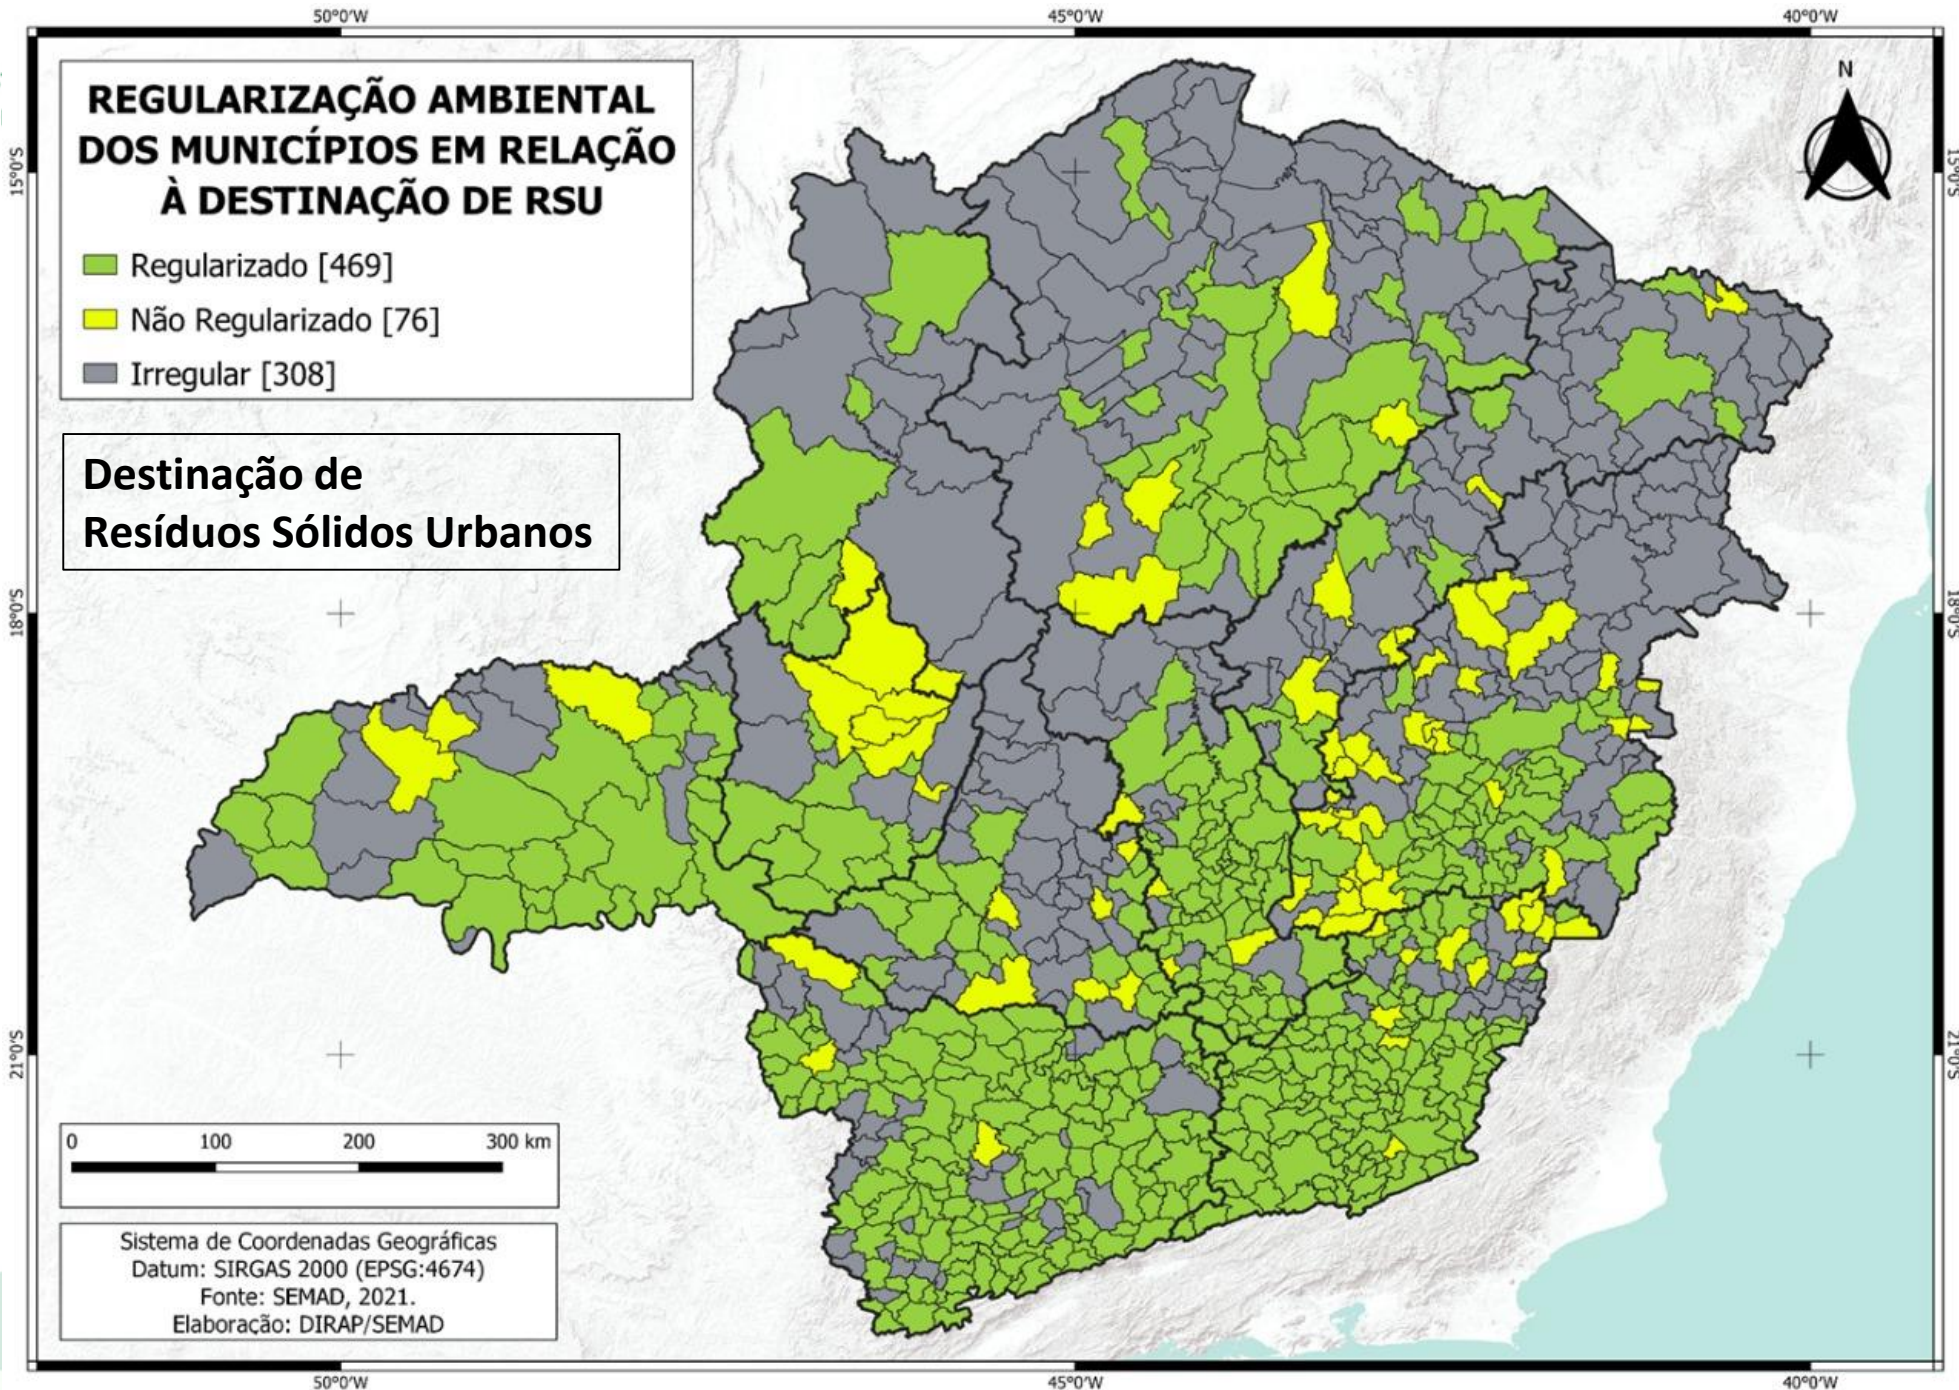 50°0'W
45°0'W
40°0'W
REGULARIZAÇÃO AMBIENTAL
DOS MUNICÍPIOS EM RELAÇÃO
À DESTINAÇÃO DE RSU
Regularizado [469]
Não Regularizado [76]
Irregular [308]
N
15°0'S
15°0'S
Destinação de
Resíduos Sólidos Urbanos
18°0'S
18°0'S
21°0'S
21°0'S
0 100 200 300 km
Sistema de Coordenadas Geográficas
Datum: SIRGAS 2000 (EPSG:4674)
Fonte: SEMAD, 2021.
Elaboração: DIRAP/SEMAD
50°0'W
45°0'W
40°0'W